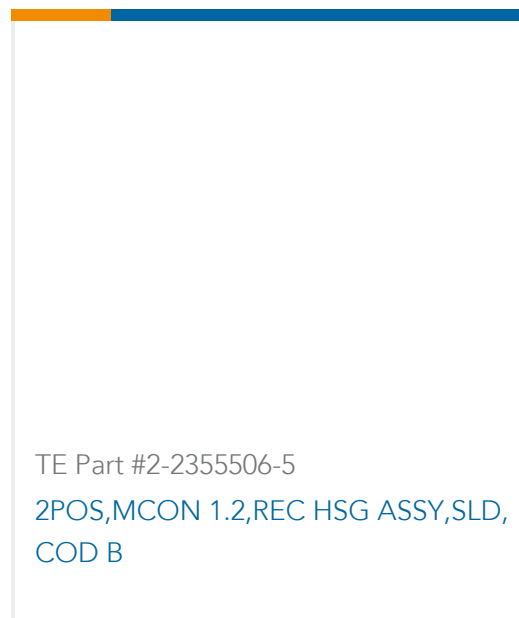 TE Part #2-2355506-5
2POS,MCON 1.2,REC HSG ASSY,SLD,
COD B